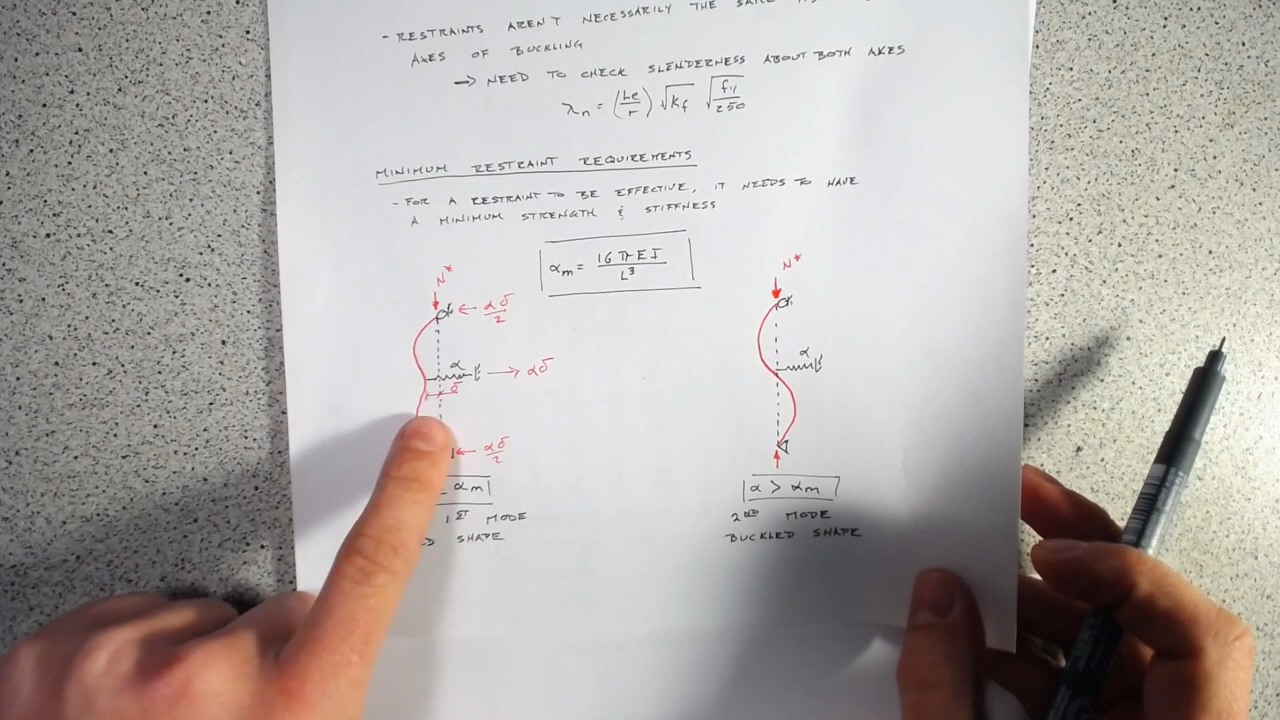 - RESTRAINTS AREN'T NECESSARILY THE SAME
AXES OF BUCKLING
→ NEED TO CHECK SLENDERNESS ABOUT BOTH AXES
λn = (Le/r) √kf √(fy/250)
MINIMUM RESTRAINT REQUIREMENTS
- FOR A RESTRAINT TO BE EFFECTIVE, IT NEEDS TO HAVE
A MINIMUM STRENGTH & STIFFNESS
αm = 16 π EI / L³
N*
N*
← αδ/2
α
→ αδ
δ
α
← αδ/2
αm
α > αm
1ST MODE
2ND MODE
SHAPE
BUCKLED SHAPE